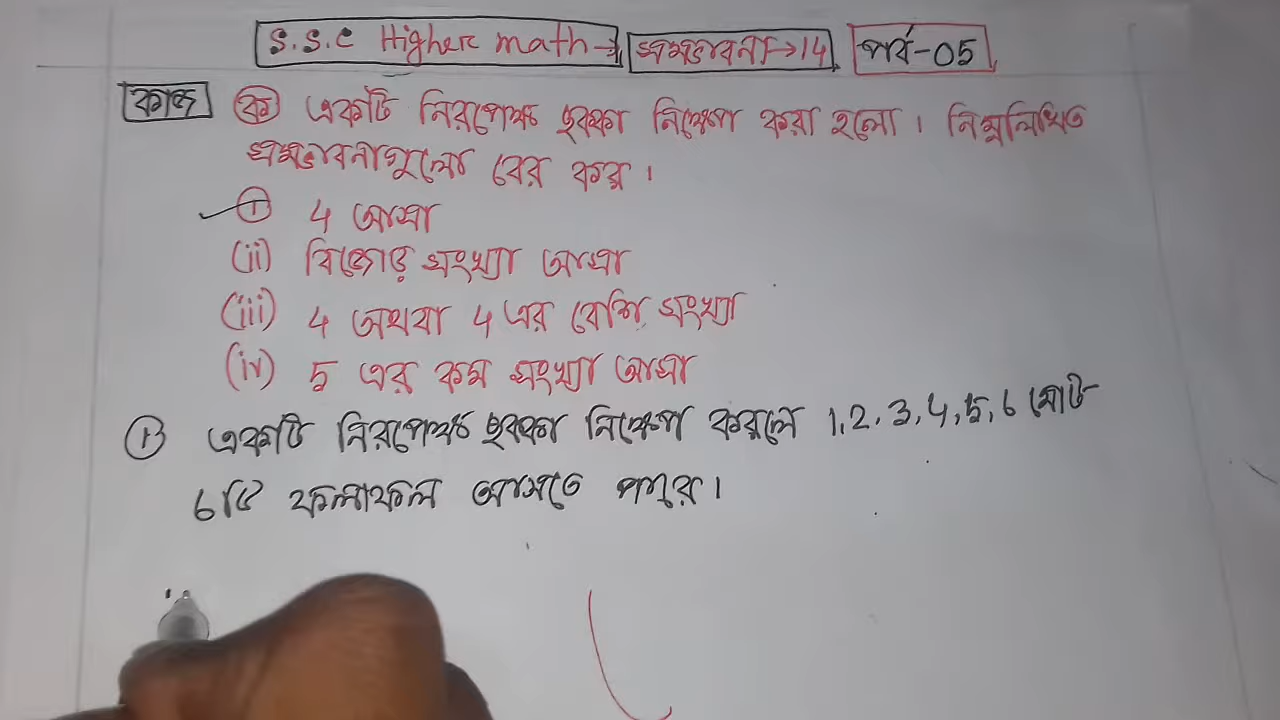 S.S.C Higher math → সম্ভাবনা→14 পর্ব-05
কাজ ক একটি নিরপেক্ষ ছক্কা নিক্ষেপ করা হলো। নিম্নলিখিত
সম্ভাবনাগুলো বের কর।
(i) 4 আসা
(ii) বিজোড় সংখ্যা আসা
(iii) 4 অথবা 4 এর বেশি সংখ্যা
(iv) 5 এর কম সংখ্যা আসা
(i) একটি নিরপেক্ষ ছক্কা নিক্ষেপ করলে 1,2,3,4,5,6 মোট
6টি ফলাফল আসতে পারে।